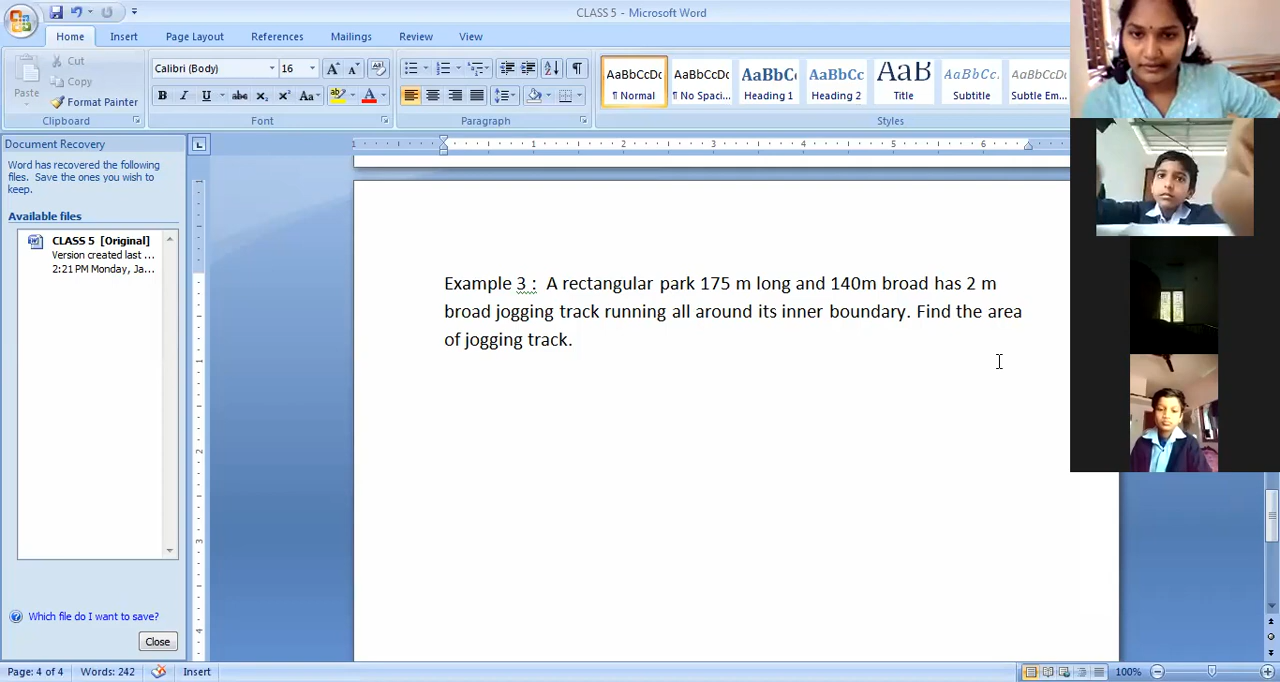 CLASS 5 - Microsoft Word
Home Insert Page Layout References Mailings Review View
Paste
Cut
Copy
Format Painter
Clipboard
Calibri (Body) 16
Font
Paragraph
AaBbCcDc AaBbCcDc AaBbC AaBbCc AaB AaBbCc. AaBbCcDc
¶ Normal ¶ No Spaci... Heading 1 Heading 2 Title Subtitle Subtle Em...
Styles
Document Recovery
Word has recovered the following
files. Save the ones you wish to
keep.
Available files
CLASS 5 [Original]
Version created last ...
2:21 PM Monday, Ja...
Which file do I want to save?
Close
Example 3 : A rectangular park 175 m long and 140m broad has 2 m
broad jogging track running all around its inner boundary. Find the area
of jogging track.
Page: 4 of 4 Words: 242 Insert 100%